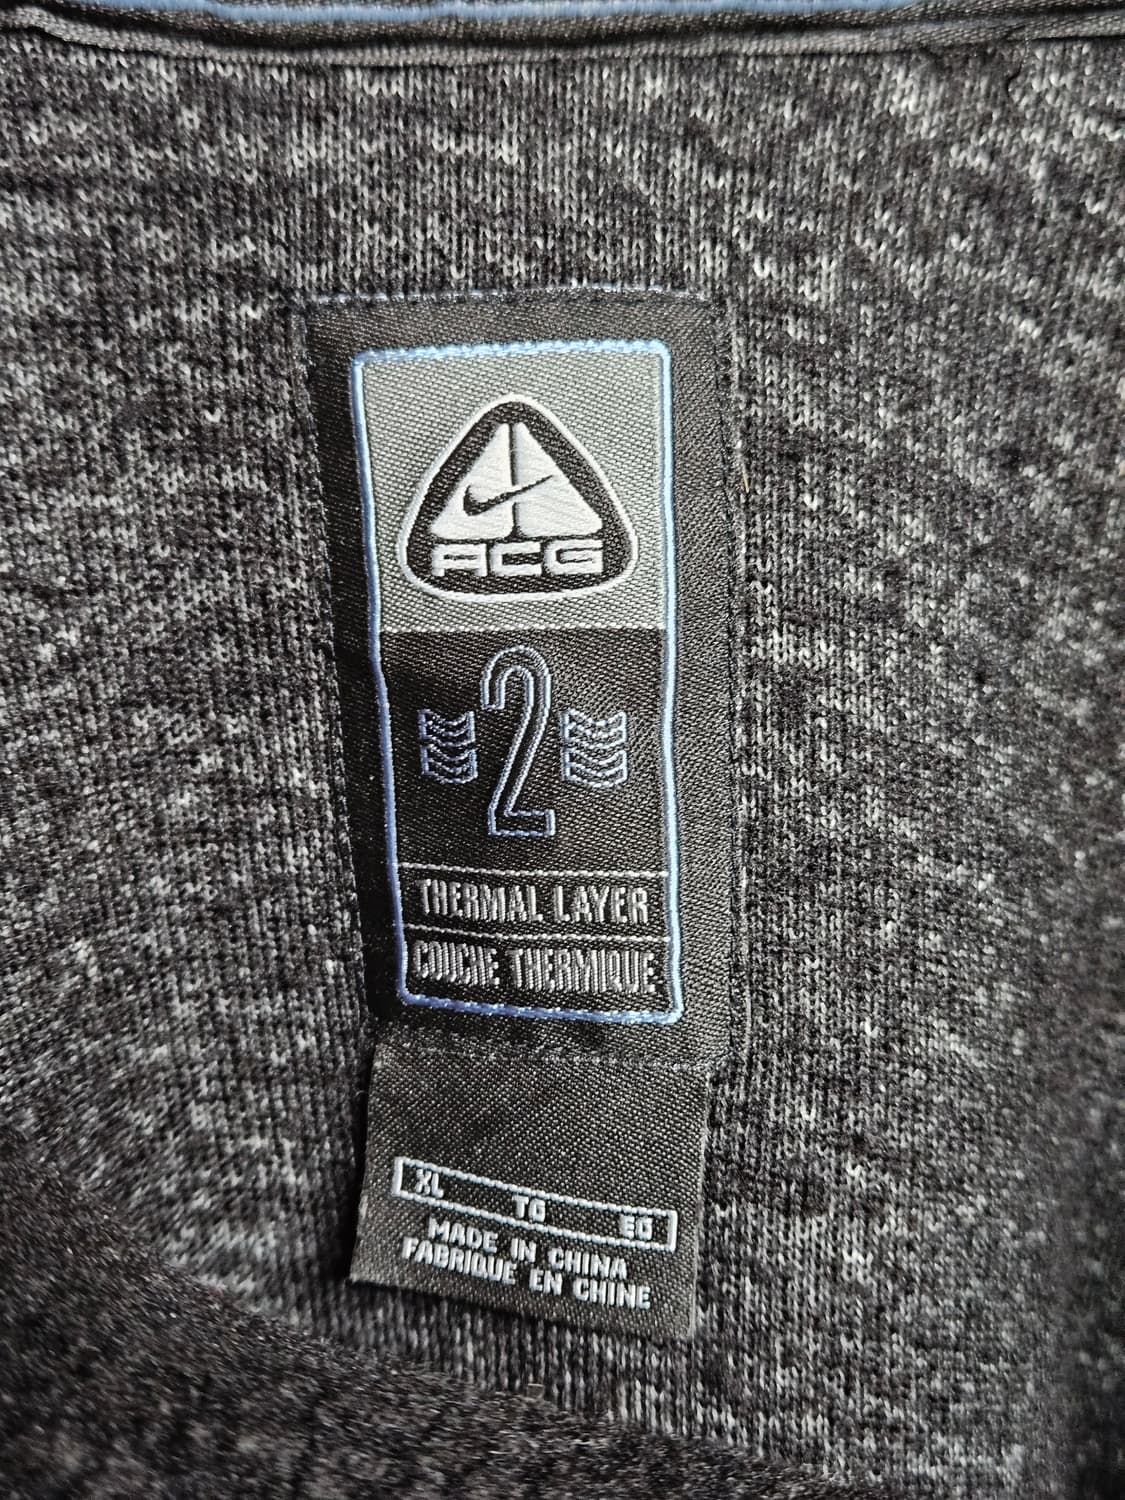 ACG
2
THERMAL LAYER
COUCHE THERMIQUE
XL TG EG
MADE IN CHINA
FABRIQUE EN CHINE